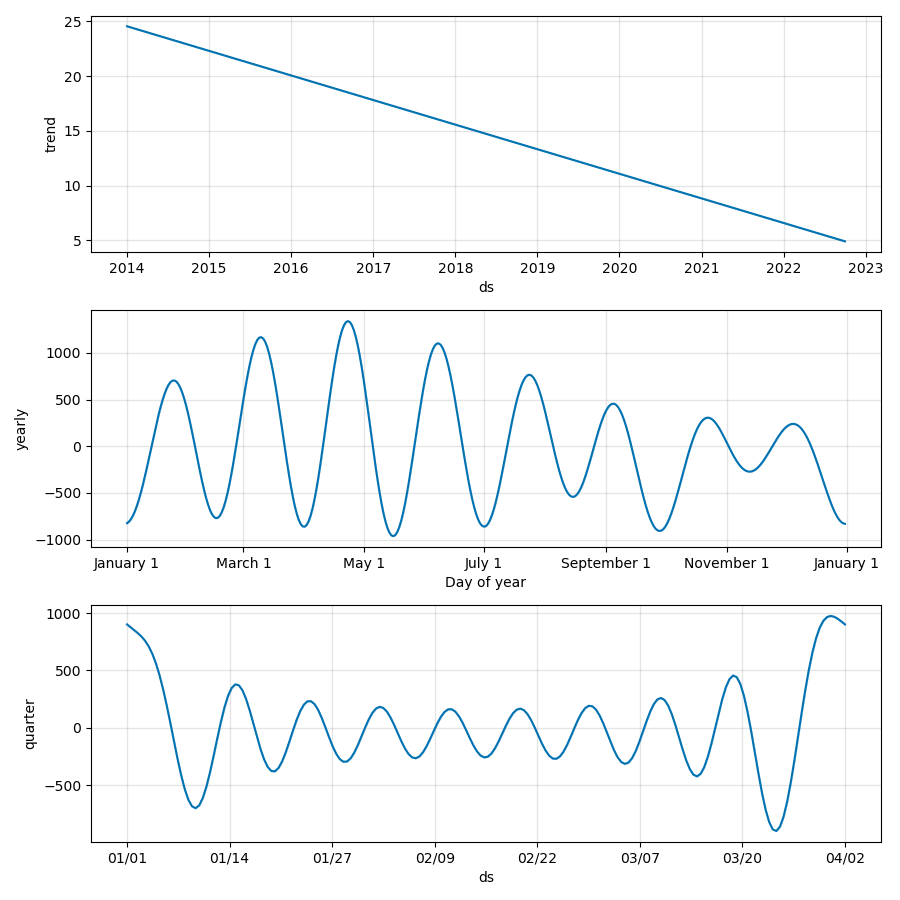 25
20
15
10
5
trend
2014 2015 2016 2017 2018 2019 2020 2021 2022 2023
ds
1000
500
0
−500
−1000
yearly
January 1 March 1 May 1 July 1 September 1 November 1 January 1
Day of year
1000
500
0
−500
quarter
01/01 01/14 01/27 02/09 02/22 03/07 03/20 04/02
ds